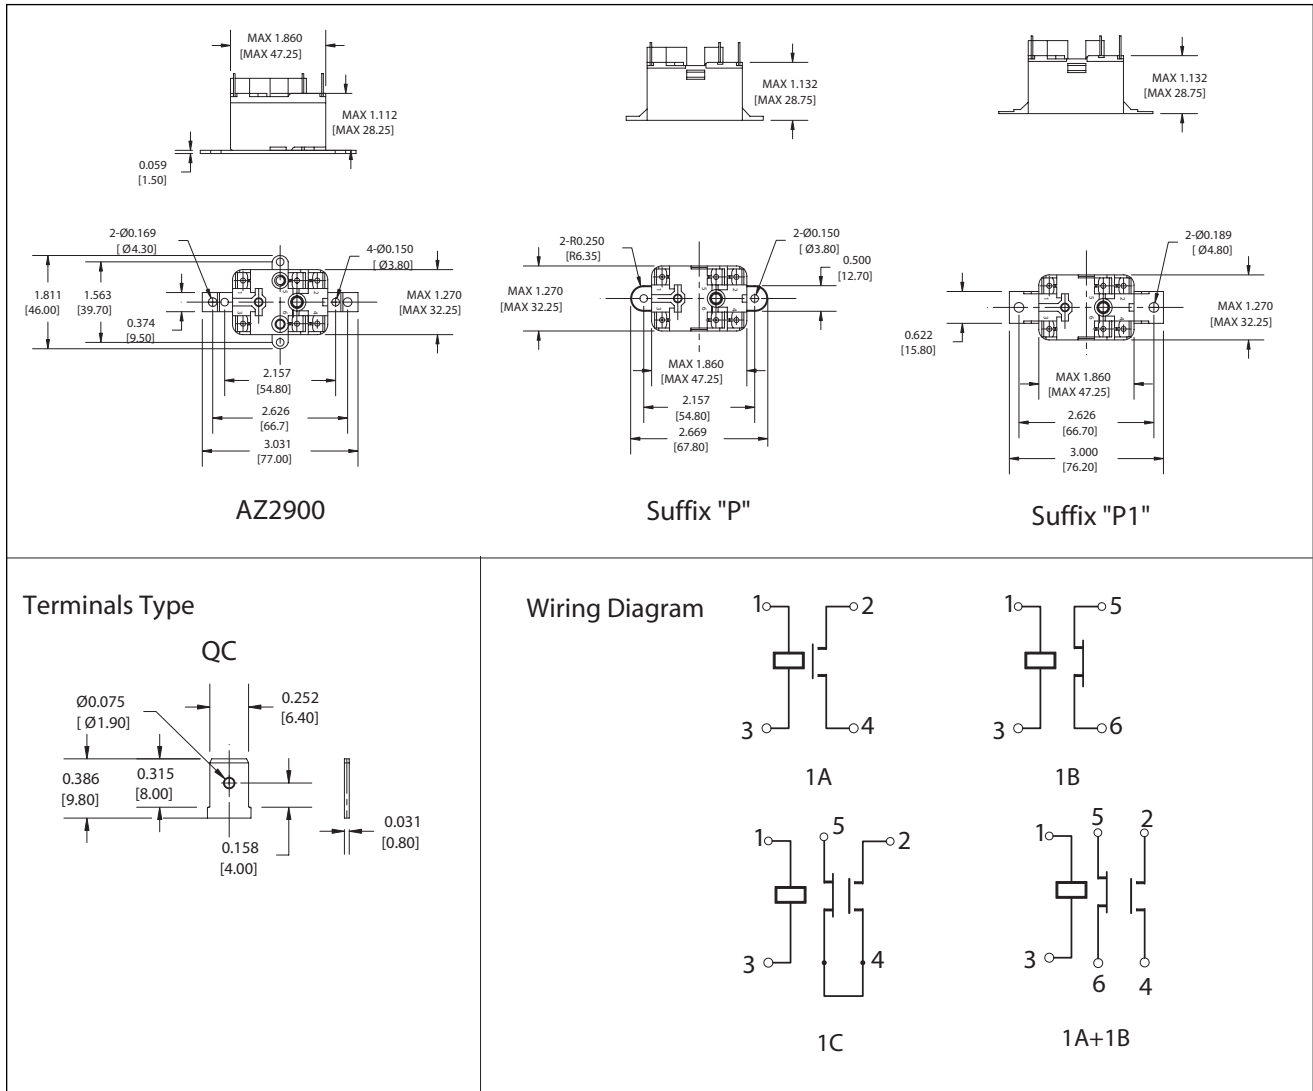 MAX 1.860
[MAX 47.25]
MAX 1.112
[MAX 28.25]
0.059
[1.50]
MAX 1.132
[MAX 28.75]
MAX 1.132
[MAX 28.75]
2-Ø0.169
[ Ø4.30]
4-Ø0.150
[ Ø3.80]
1.811
[46.00]
1.563
[39.70]
0.374
[9.50]
MAX 1.270
[MAX 32.25]
2.157
[54.80]
2.626
[66.7]
3.031
[77.00]
AZ2900
2-R0.250
[R6.35]
2-Ø0.150
[ Ø3.80]
0.500
[12.70]
MAX 1.270
[MAX 32.25]
MAX 1.860
[MAX 47.25]
2.157
[54.80]
2.669
[67.80]
Suffix "P"
2-Ø0.189
[ Ø4.80]
MAX 1.270
[MAX 32.25]
0.622
[15.80]
MAX 1.860
[MAX 47.25]
2.626
[66.70]
3.000
[76.20]
Suffix "P1"
Terminals Type
QC
Ø0.075
[ Ø1.90]
0.252
[6.40]
0.386
[9.80]
0.315
[8.00]
0.158
[4.00]
0.031
[0.80]
Wiring Diagram
1 2
3 4
1A
1 5
3 6
1B
1 5 2
3 4
1C
1 5 2
3 6 4
1A+1B